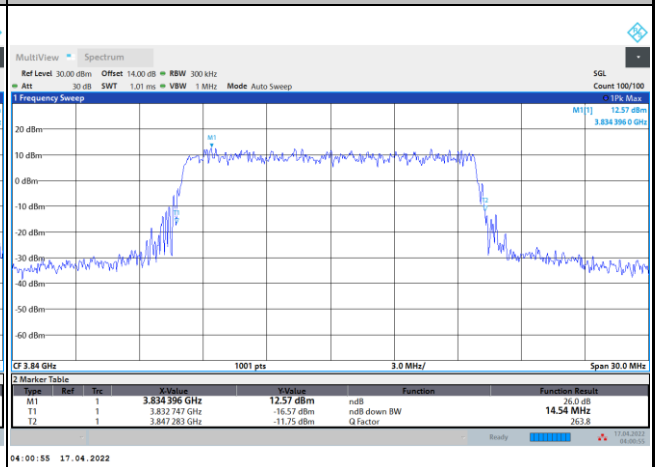 MultiView Spectrum
Ref Level 30.00 dBm Offset 14.00 dB RBW 300 kHz SGL
Att 30 dB SWT 1.01 ms VBW 1 MHz Mode Auto Sweep Count 100/100
1 Frequency Sweep 1Pk Max
M1[1] 12.57 dBm
3.834 396 0 GHz
20 dBm
M1
10 dBm
0 dBm
-10 dBm
T1
T2
-20 dBm
-30 dBm
-40 dBm
-50 dBm
-60 dBm
CF 3.84 GHz 1001 pts 3.0 MHz/ Span 30.0 MHz
2 Marker Table
Type Ref Trc X-Value Y-Value Function Function Result
M1 1 3.834 396 GHz 12.57 dBm ndB 26.0 dB
T1 1 3.832 747 GHz -16.57 dBm ndB down BW 14.54 MHz
T2 1 3.847 283 GHz -11.75 dBm Q Factor 263.8
Ready 17.04.2022
04:00:55
04:00:55 17.04.2022